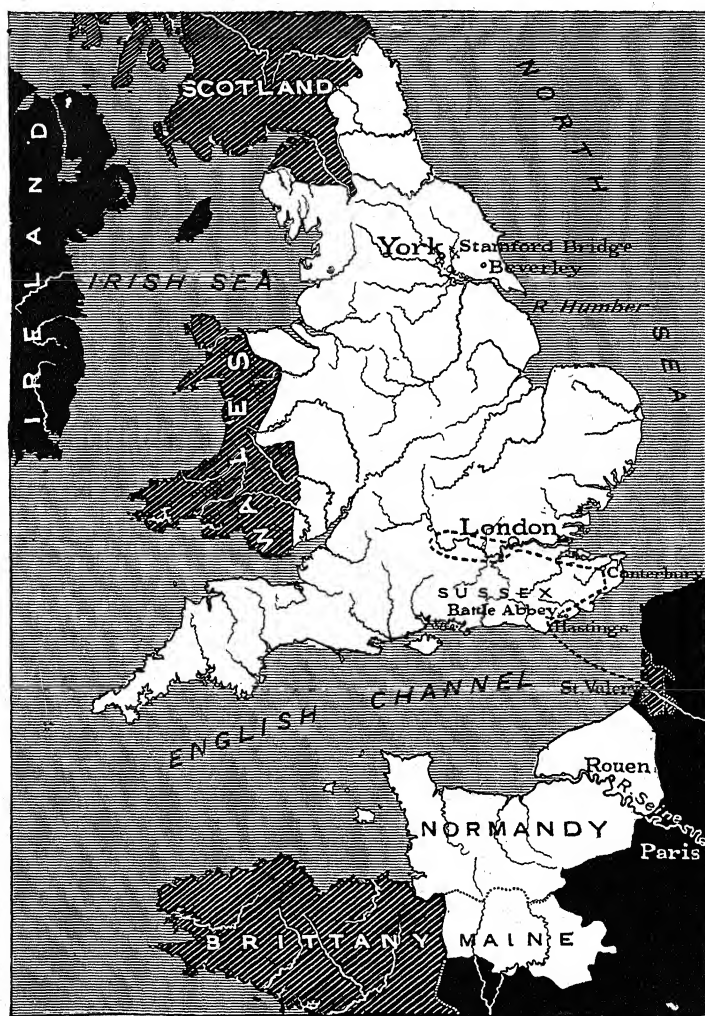 SCOTLAND
NORTH SEA
IRELAND
York
Stamford Bridge
Beverley
IRISH SEA
R. Humber
WALES
London
Canterbury
SUSSEX
Battle Abbey
Hastings
St. Valery
ENGLISH CHANNEL
Rouen
R. Seine
NORMANDY
Paris
BRITTANY
MAINE